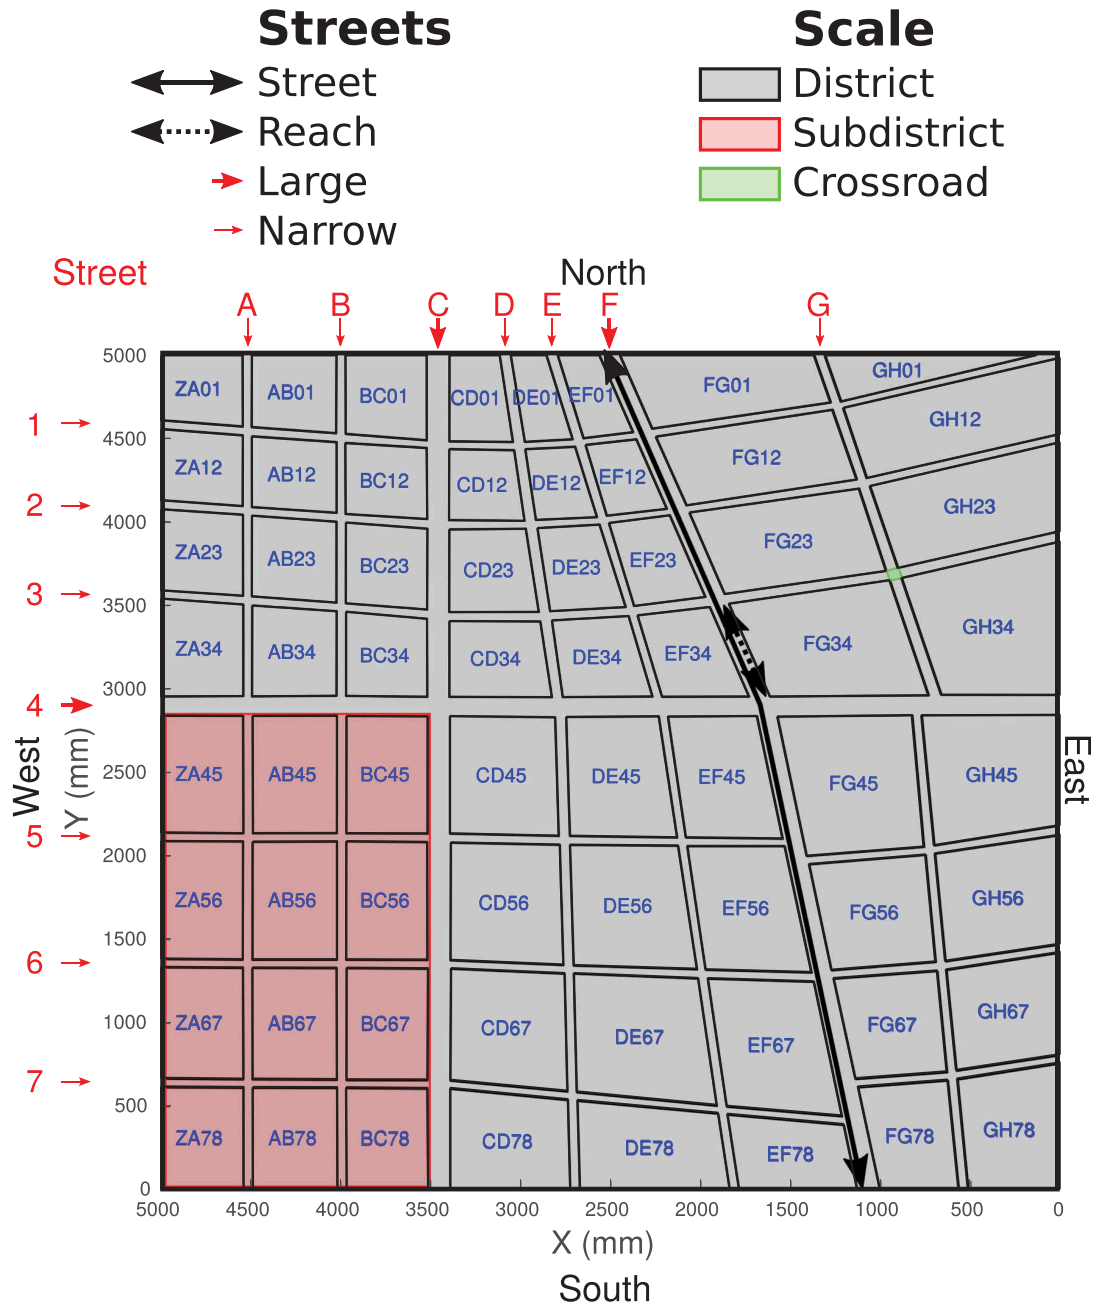 Streets
Scale
Street
District
Reach
Subdistrict
Large
Crossroad
Narrow
Street
North
A B C D E F G
5000
ZA01 AB01 BC01 CD01 DE01 EF01 FG01 GH01
1
4500
ZA12 AB12 BC12 CD12 DE12 EF12 FG12 GH12
2
4000
ZA23 AB23 BC23 CD23 DE23 EF23 FG23 GH23
3
3500
ZA34 AB34 BC34 CD34 DE34 EF34 FG34 GH34
3000
4
West
Y (mm)
East
ZA45 AB45 BC45 CD45 DE45 EF45 FG45 GH45
2500
5
2000
ZA56 AB56 BC56 CD56 DE56 EF56 FG56 GH56
1500
6
ZA67 AB67 BC67 CD67 DE67 EF67 FG67 GH67
1000
7
500
ZA78 AB78 BC78 CD78 DE78 EF78 FG78 GH78
0
5000 4500 4000 3500 3000 2500 2000 1500 1000 500 0
X (mm)
South